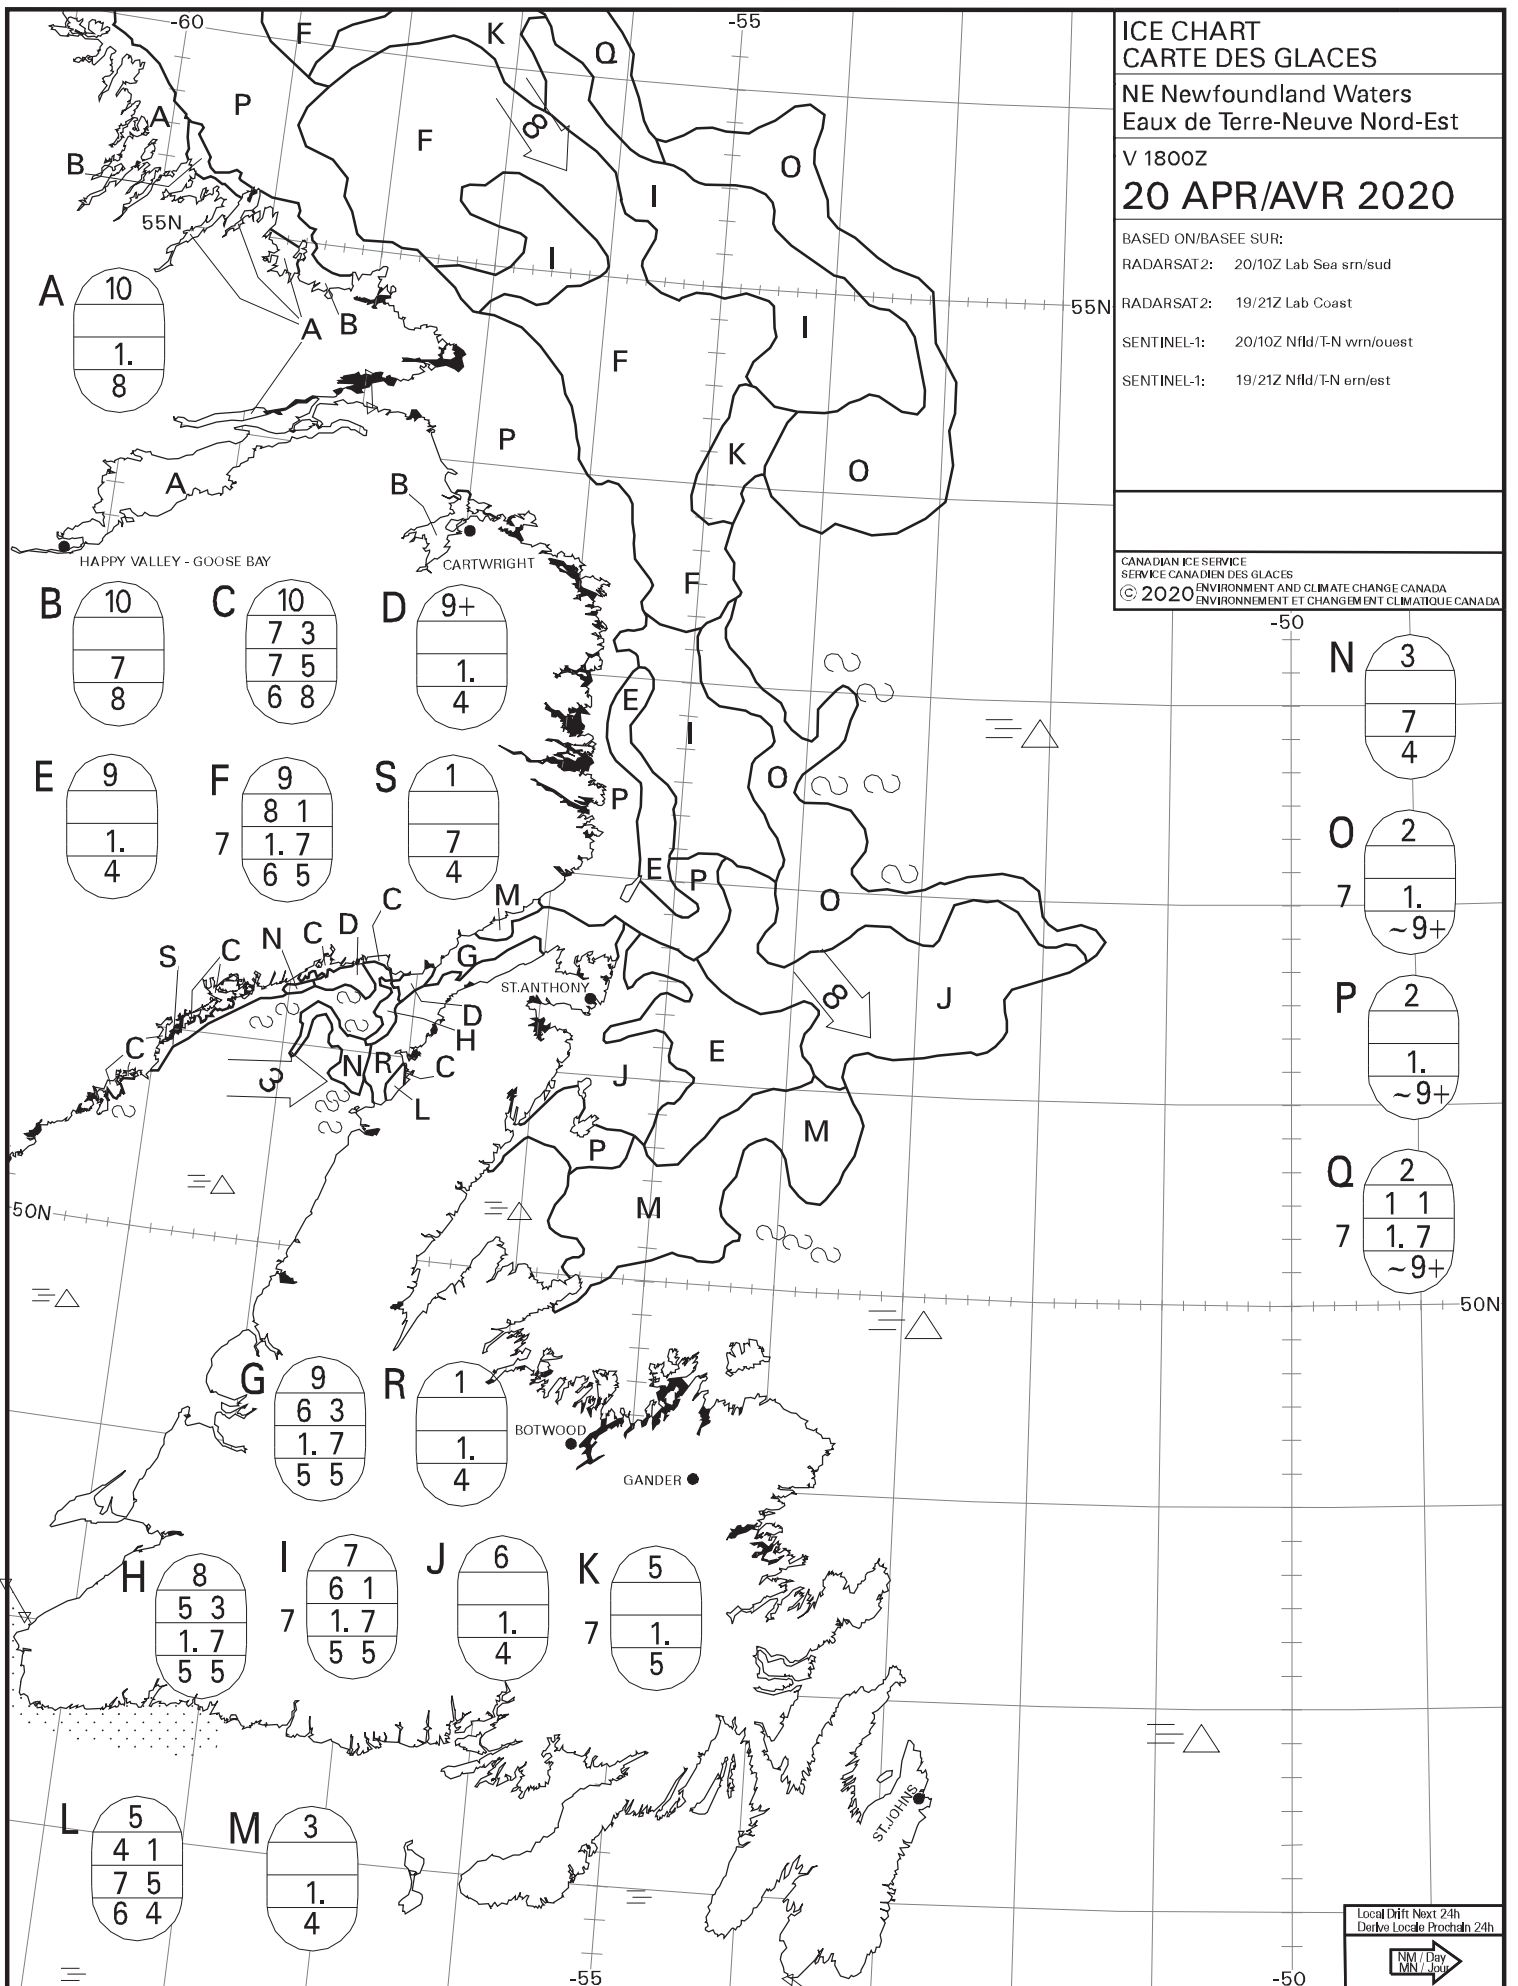 ICE CHART
CARTE DES GLACES
NE Newfoundland Waters
Eaux de Terre-Neuve Nord-Est
V 1800Z
20 APR/AVR 2020
BASED ON/BASEE SUR:
RADARSAT2: 20/10Z Lab Sea srn/sud
RADARSAT2: 19/21Z Lab Coast
SENTINEL-1: 20/10Z Nfld/T-N wrn/ouest
SENTINEL-1: 19/21Z Nfld/T-N ern/est
CANADIAN ICE SERVICE
SERVICE CANADIEN DES GLACES
© 2020 ENVIRONMENT AND CLIMATE CHANGE CANADA
ENVIRONNEMENT ET CHANGEMENT CLIMATIQUE CANADA
-60
-55
F
K
Q
P
A
F
8
O
B
I
55N
I
55N
A
B
I
F
P
K
O
A
B
HAPPY VALLEY - GOOSE BAY
CARTWRIGHT
F
-50
A
10
1.
8
B
10
7
8
C
10
7 3
7 5
6 8
D
9+
1.
4
E
9
1.
4
F
9
8 1
7 1. 7
6 5
S
1
7
4
N
3
7
4
O
2
7 1.
~9+
P
2
1.
~9+
Q
2
1 1
7 1. 7
~9+
E
I
O
P
E
P
O
M
C
D
C
N
C
S
G
ST.ANTHONY
D
H
8
J
E
C
N
R
C
J
3
L
M
P
M
50N
50N
G
9
6 3
1. 7
5 5
R
1
1.
4
BOTWOOD
GANDER
H
8
5 3
1. 7
5 5
I
7
6 1
7 1. 7
5 5
J
6
1.
4
K
5
7 1.
5
L
5
4 1
7 5
6 4
M
3
1.
4
ST.JOHNS
-55
-50
Local Drift Next 24h
Derive Locale Prochain 24h
NM / Day
MN / Jour